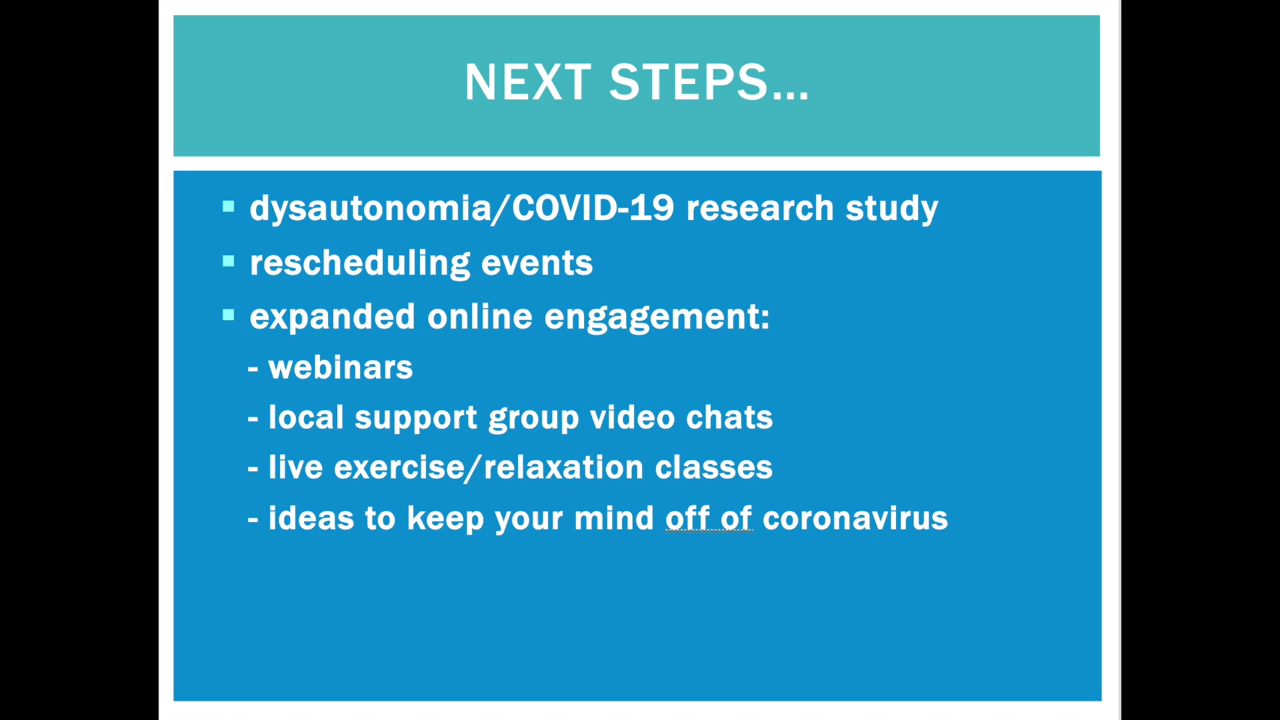 NEXT STEPS...
dysautonomia/COVID-19 research study
rescheduling events
expanded online engagement:
- webinars
- local support group video chats
- live exercise/relaxation classes
- ideas to keep your mind off of coronavirus